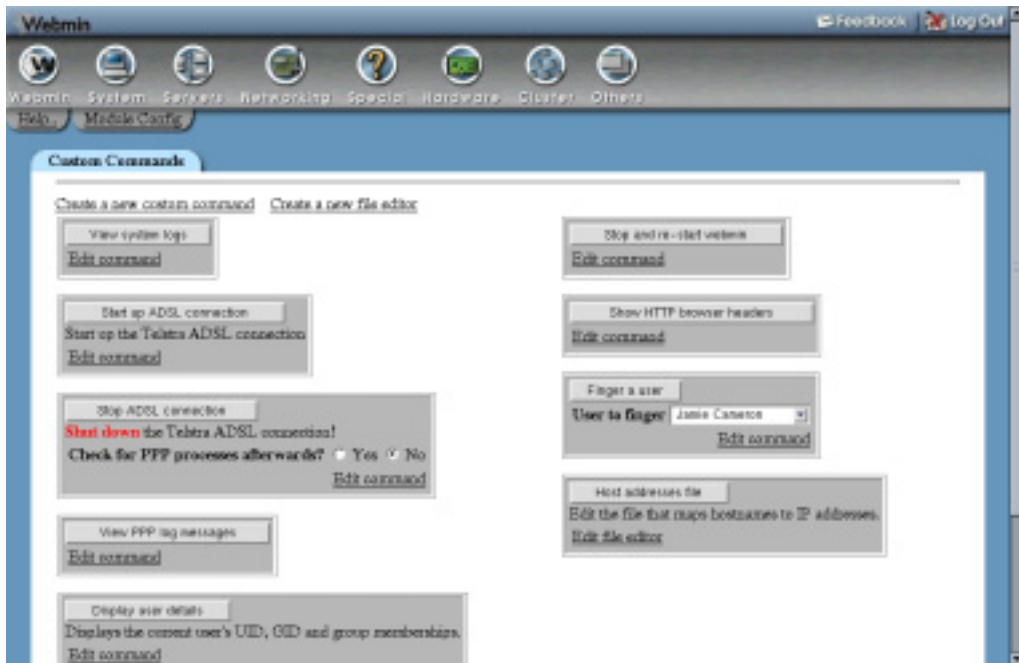 Webmin
Feedback Log Out
Webmin System Servers Networking Special Hardware Cluster Others
Help.. Module Config
Custom Commands
Create a new custom command Create a new file editor
View system logs
Edit command
Start up ADSL connection
Start up the Telstra ADSL connection
Edit command
Stop ADSL connection
Shut down the Telstra ADSL connection!
Check for PPP processes afterwards? Yes No
Edit command
View PPP log messages
Edit command
Display user details
Displays the current user's UID, GID and group memberships.
Edit command
Stop and re-start webmin
Edit command
Show HTTP browser headers
Edit command
Finger a user
User to finger Jamie Cameron
Edit command
Host addresses file
Edit the file that maps hostnames to IP addresses.
Edit file editor